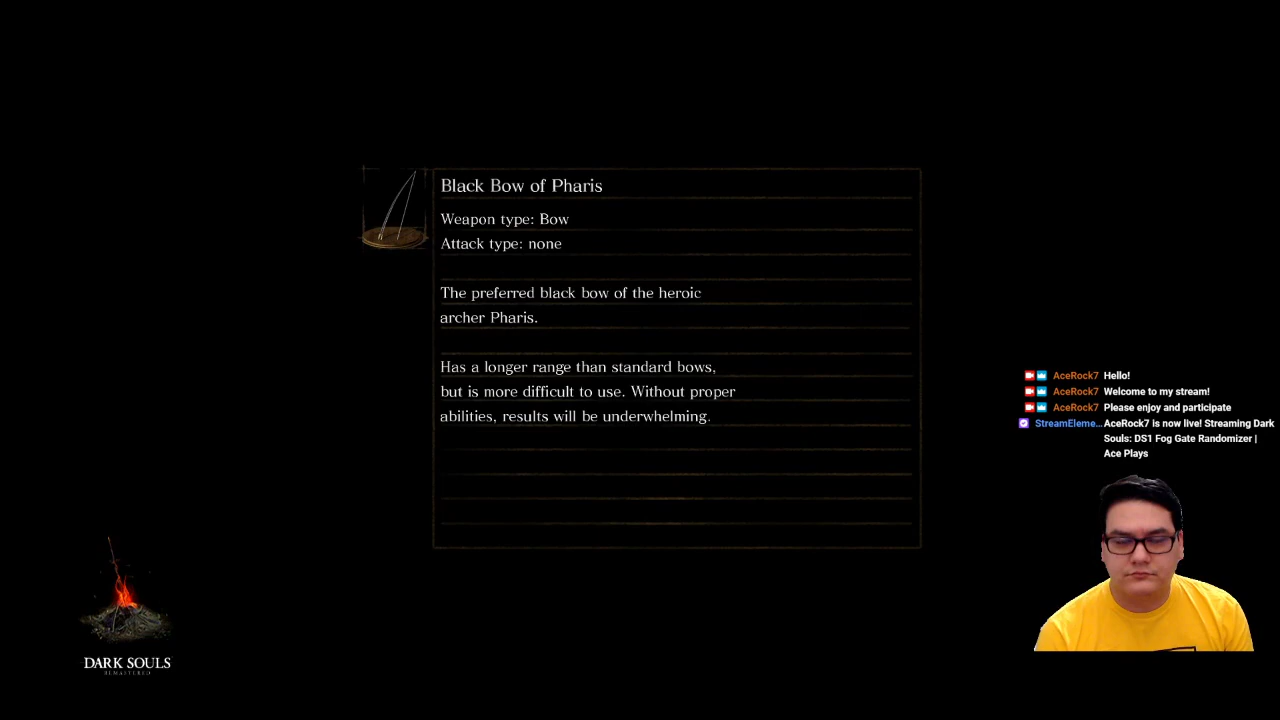 Black Bow of Pharis
Weapon type: Bow
Attack type: none
The preferred black bow of the heroic
archer Pharis.
Has a longer range than standard bows,
but is more difficult to use. Without proper
abilities, results will be underwhelming.
AceRock7 Hello!
AceRock7 Welcome to my stream!
AceRock7 Please enjoy and participate
StreamEleme... AceRock7 is now live! Streaming Dark
Souls: DS1 Fog Gate Randomizer |
Ace Plays
DARK SOULS
REMASTERED